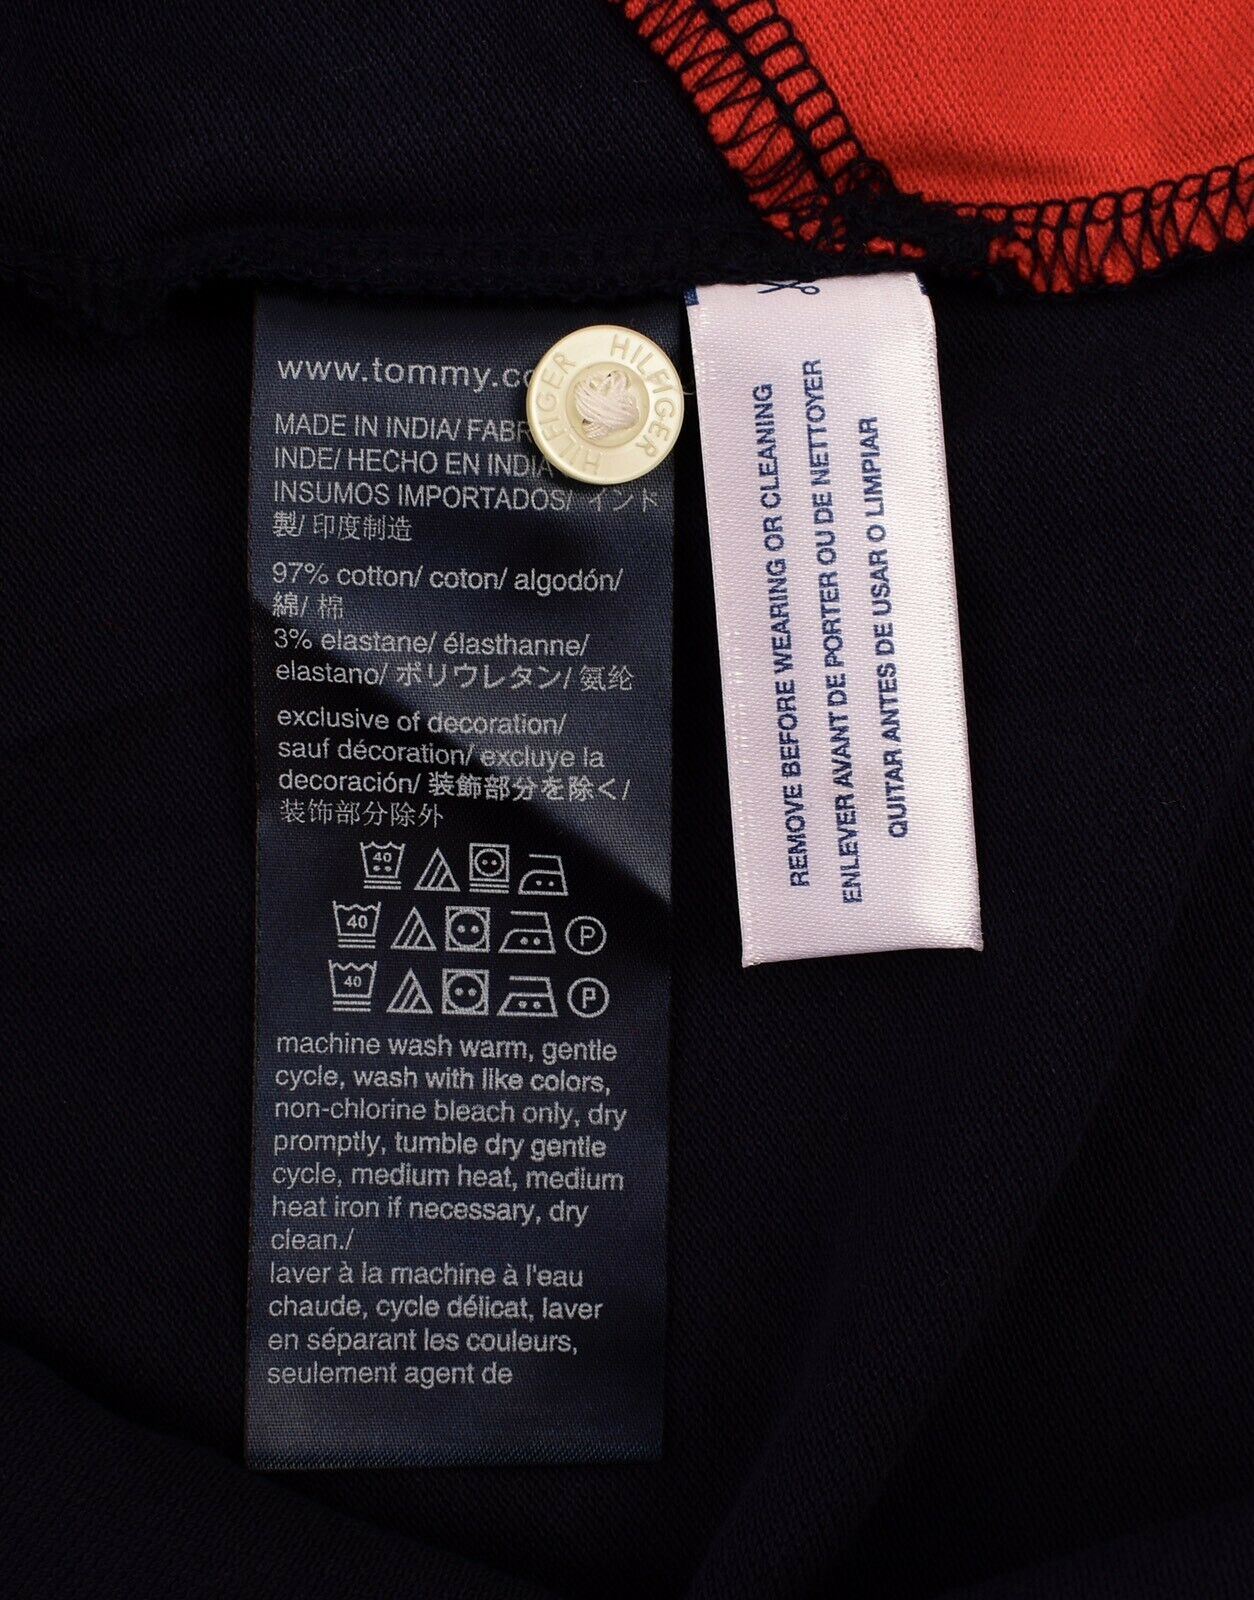 www.tommy.c
HILFIGER HILFIGER
MADE IN INDIA/ FABR
INDE/ HECHO EN INDIA
INSUMOS IMPORTADOS/ インド
製/ 印度制造
97% cotton/ coton/ algodón/
綿/ 棉
3% elastane/ élasthanne/
elastano/ ポリウレタン/ 氨纶
exclusive of decoration/
sauf décoration/ excluye la
decoración/ 装飾部分を除く/
装饰部分除外
40
40 P
40 P
machine wash warm, gentle
cycle, wash with like colors,
non-chlorine bleach only, dry
promptly, tumble dry gentle
cycle, medium heat, medium
heat iron if necessary, dry
clean./
laver à la machine à l'eau
chaude, cycle délicat, laver
en séparant les couleurs,
seulement agent de
REMOVE BEFORE WEARING OR CLEANING
ENLEVER AVANT DE PORTER OU DE NETTOYER
QUITAR ANTES DE USAR O LIMPIAR